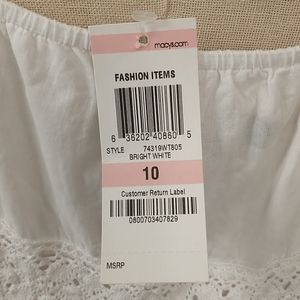 macys.com
FASHION ITEMS
6 36202 40860 5
STYLE 74319WT805
BRIGHT WHITE
10
Customer Return Label
0800703407829
MSRP